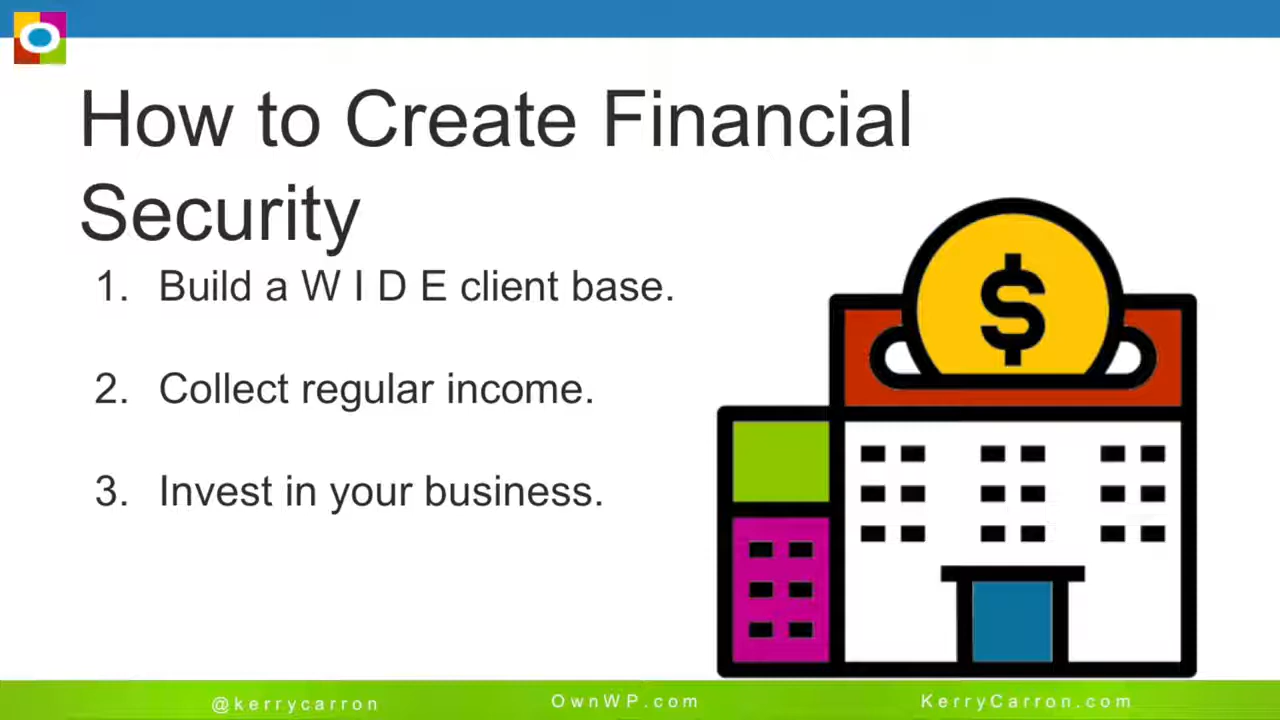 How to Create Financial
Security
1. Build a W I D E client base.
2. Collect regular income.
3. Invest in your business.
$
@kerrycarron OwnWP.com KerryCarron.com